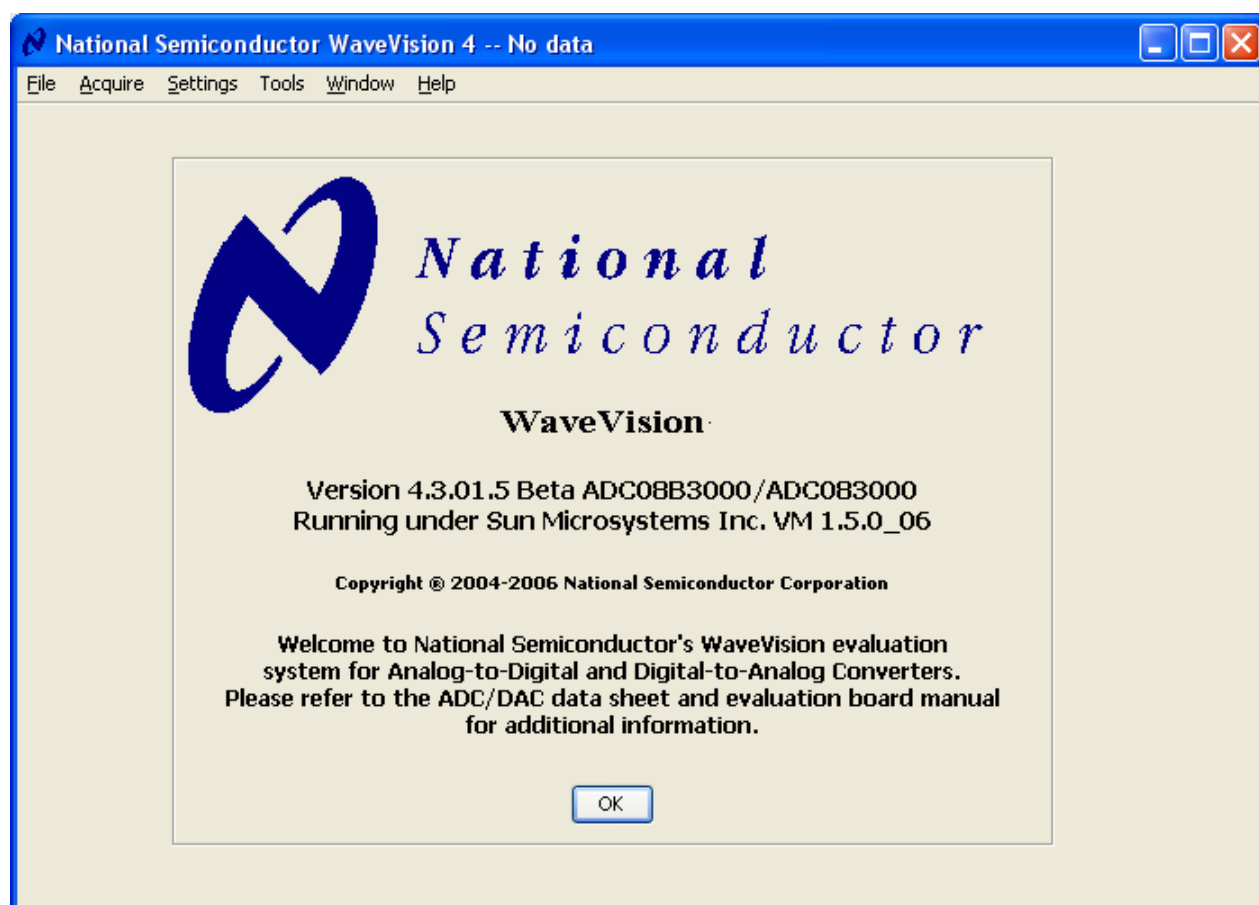 National Semiconductor WaveVision 4 -- No data
File Acquire Settings Tools Window Help
National
Semiconductor
WaveVision
Version 4.3.01.5 Beta ADC08B3000/ADC083000
Running under Sun Microsystems Inc. VM 1.5.0_06
Copyright © 2004-2006 National Semiconductor Corporation
Welcome to National Semiconductor's WaveVision evaluation
system for Analog-to-Digital and Digital-to-Analog Converters.
Please refer to the ADC/DAC data sheet and evaluation board manual
for additional information.
OK